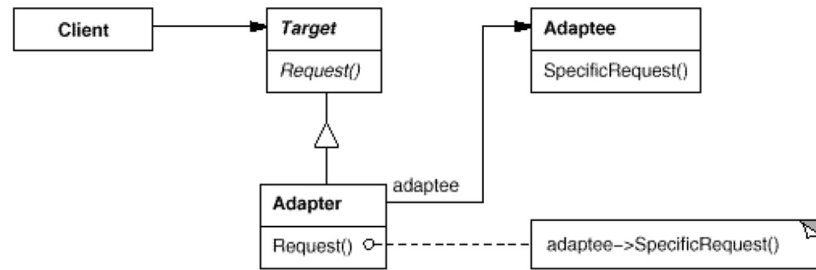 Client
Target
Request()
Adaptee
SpecificRequest()
adaptee
Adapter
Request()
adaptee−>SpecificRequest()